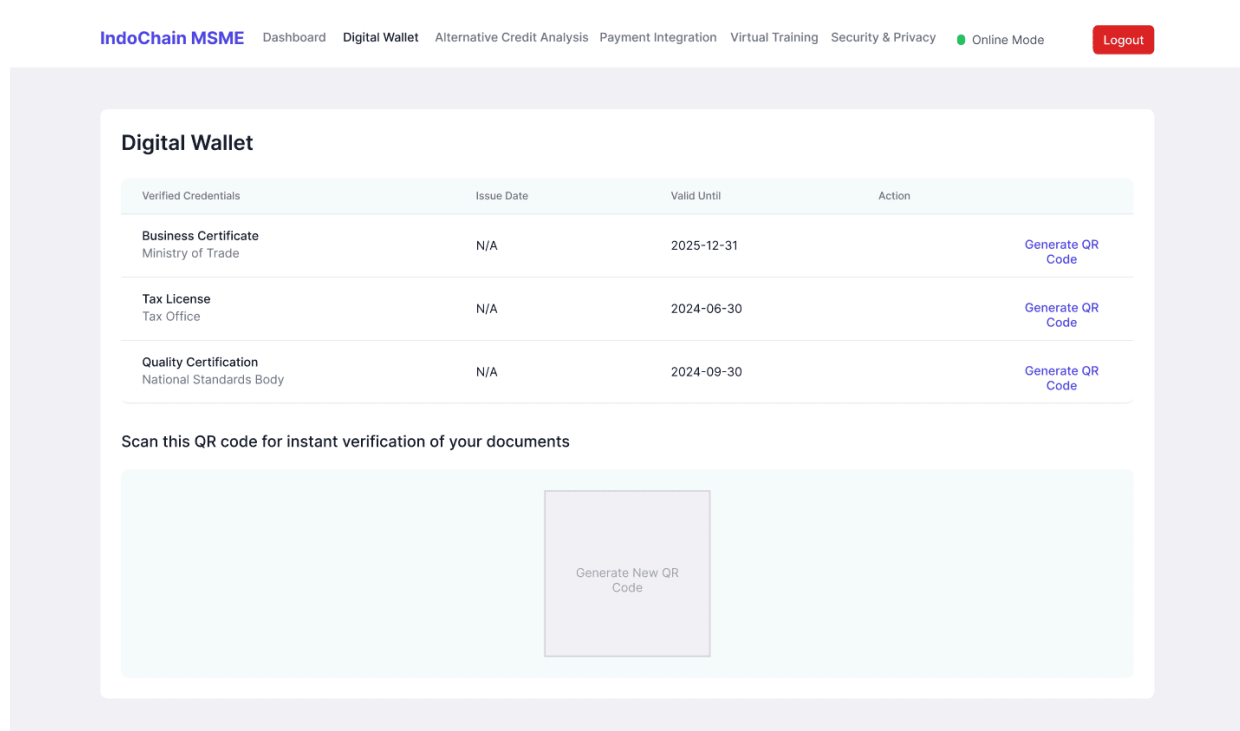 IndoChain MSME Dashboard Digital Wallet Alternative Credit Analysis Payment Integration Virtual Training Security & Privacy Online Mode Logout
Digital Wallet
Verified Credentials Issue Date Valid Until Action
Business Certificate
Ministry of Trade
N/A 2025-12-31
Generate QR
Code
Tax License
Tax Office
N/A 2024-06-30
Generate QR
Code
Quality Certification
National Standards Body
N/A 2024-09-30
Generate QR
Code
Scan this QR code for instant verification of your documents
Generate New QR
Code